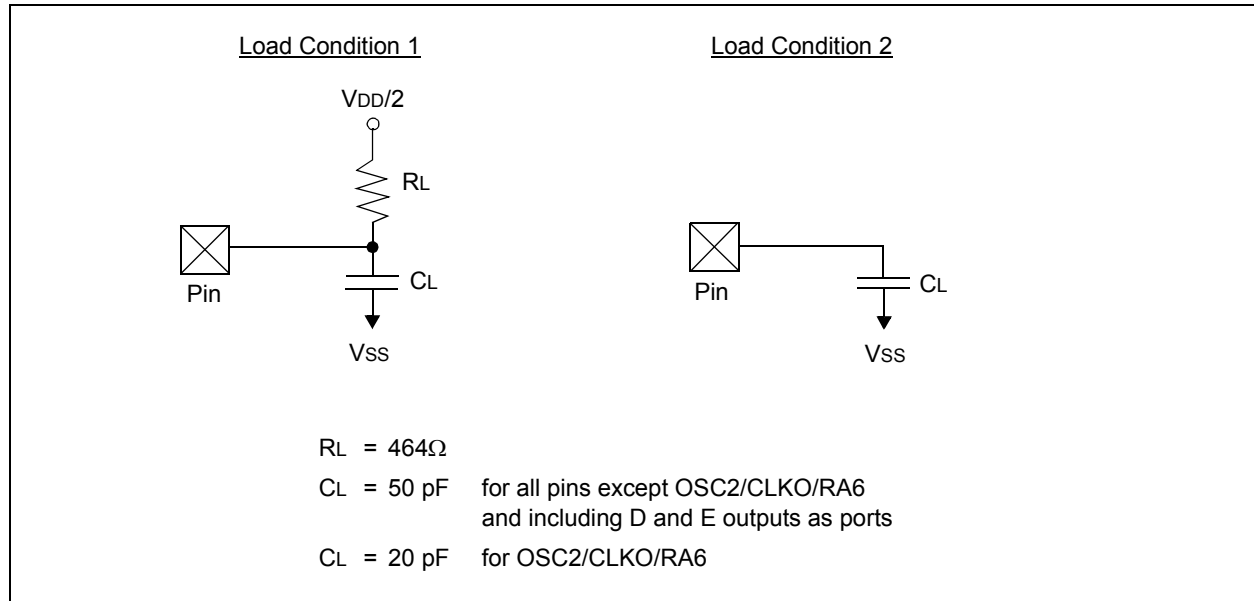 Load Condition 1
Load Condition 2
VDD/2
RL
Pin
CL
VSS
Pin
CL
VSS
RL = 464Ω
CL = 50 pF for all pins except OSC2/CLKO/RA6
and including D and E outputs as ports
CL = 20 pF for OSC2/CLKO/RA6